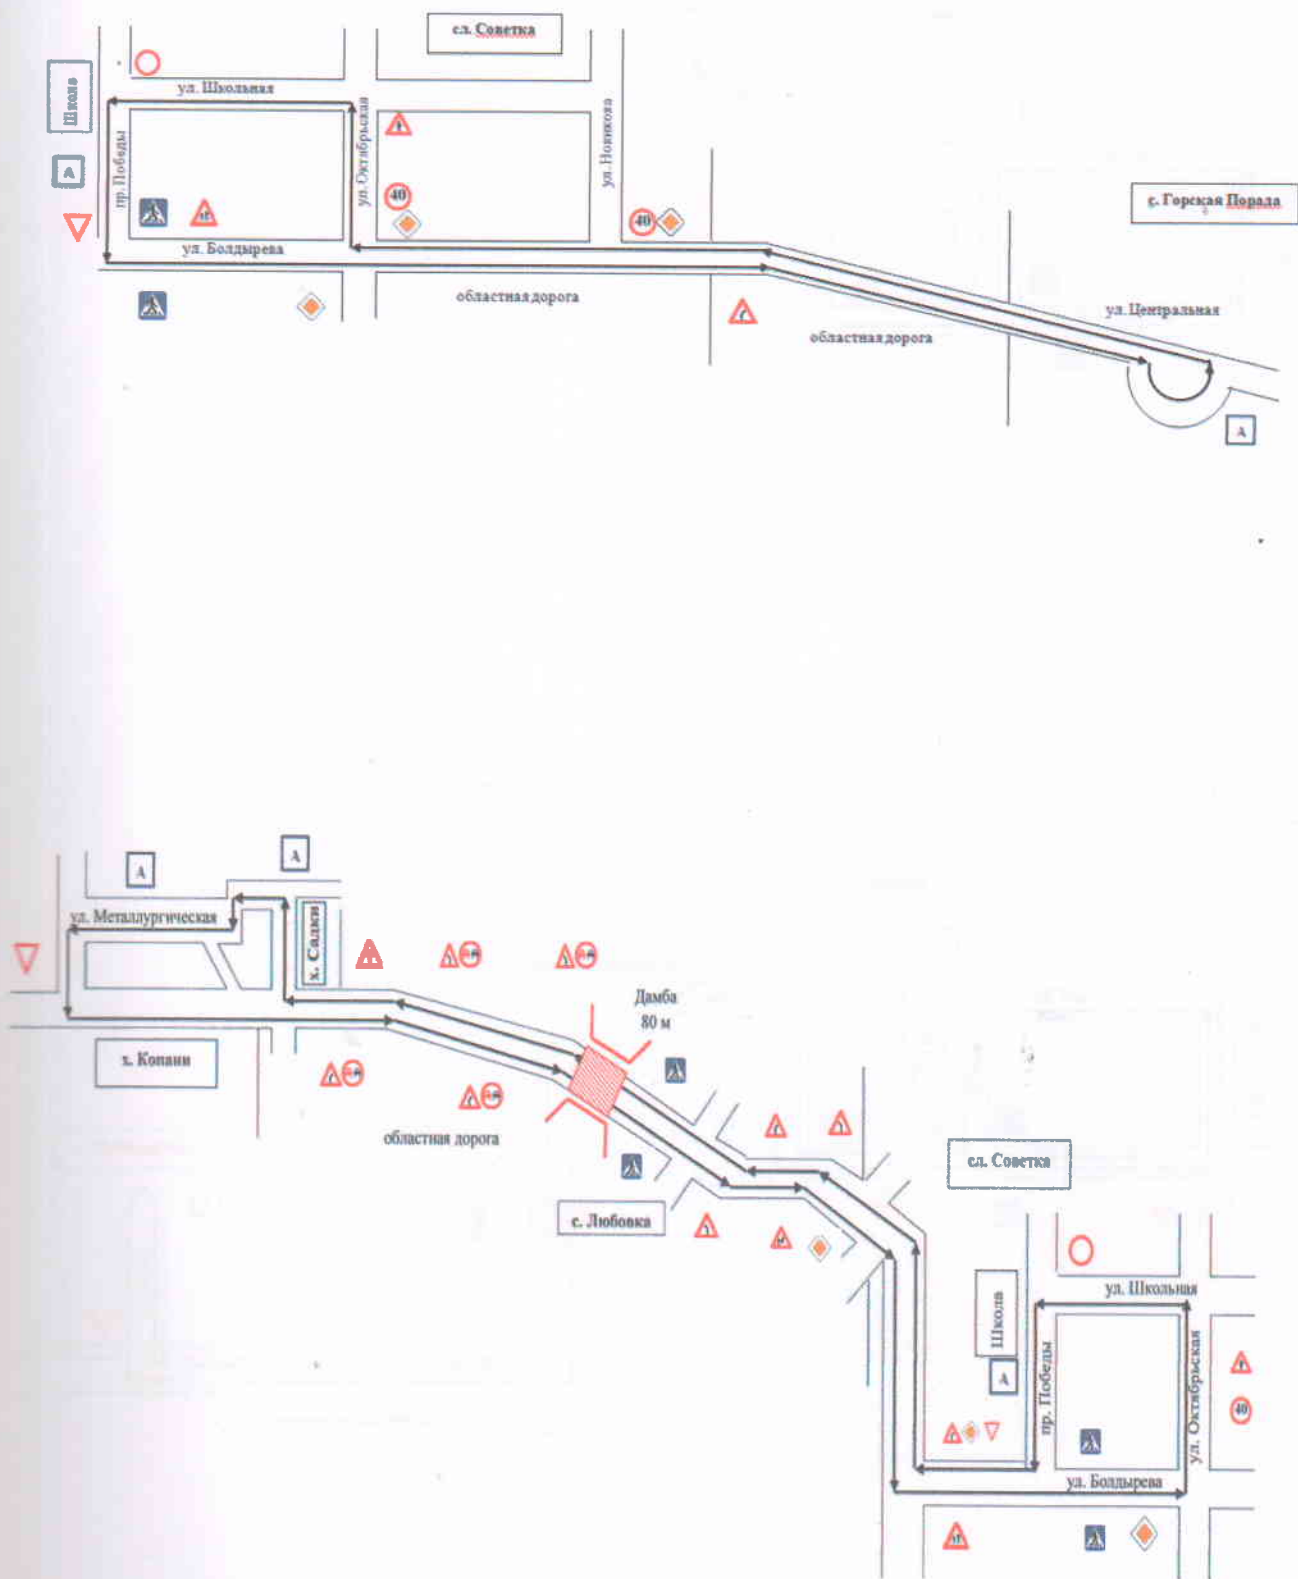 сл. Советка
Школа
ул. Школьная
А
пр. Победы
ул. Октябрьская
ул. Новикова
40
40
с. Горская Порада
ул. Болдырева
областная дорога
ул. Центральная
областная дорога
А
А
А
ул. Металлургическая
х. Садки
Дамба
80 м
х. Копани
областная дорога
с. Любовка
сл. Советка
ул. Школьная
Школа
А
пр. Победы
ул. Октябрьская
40
ул. Болдырева